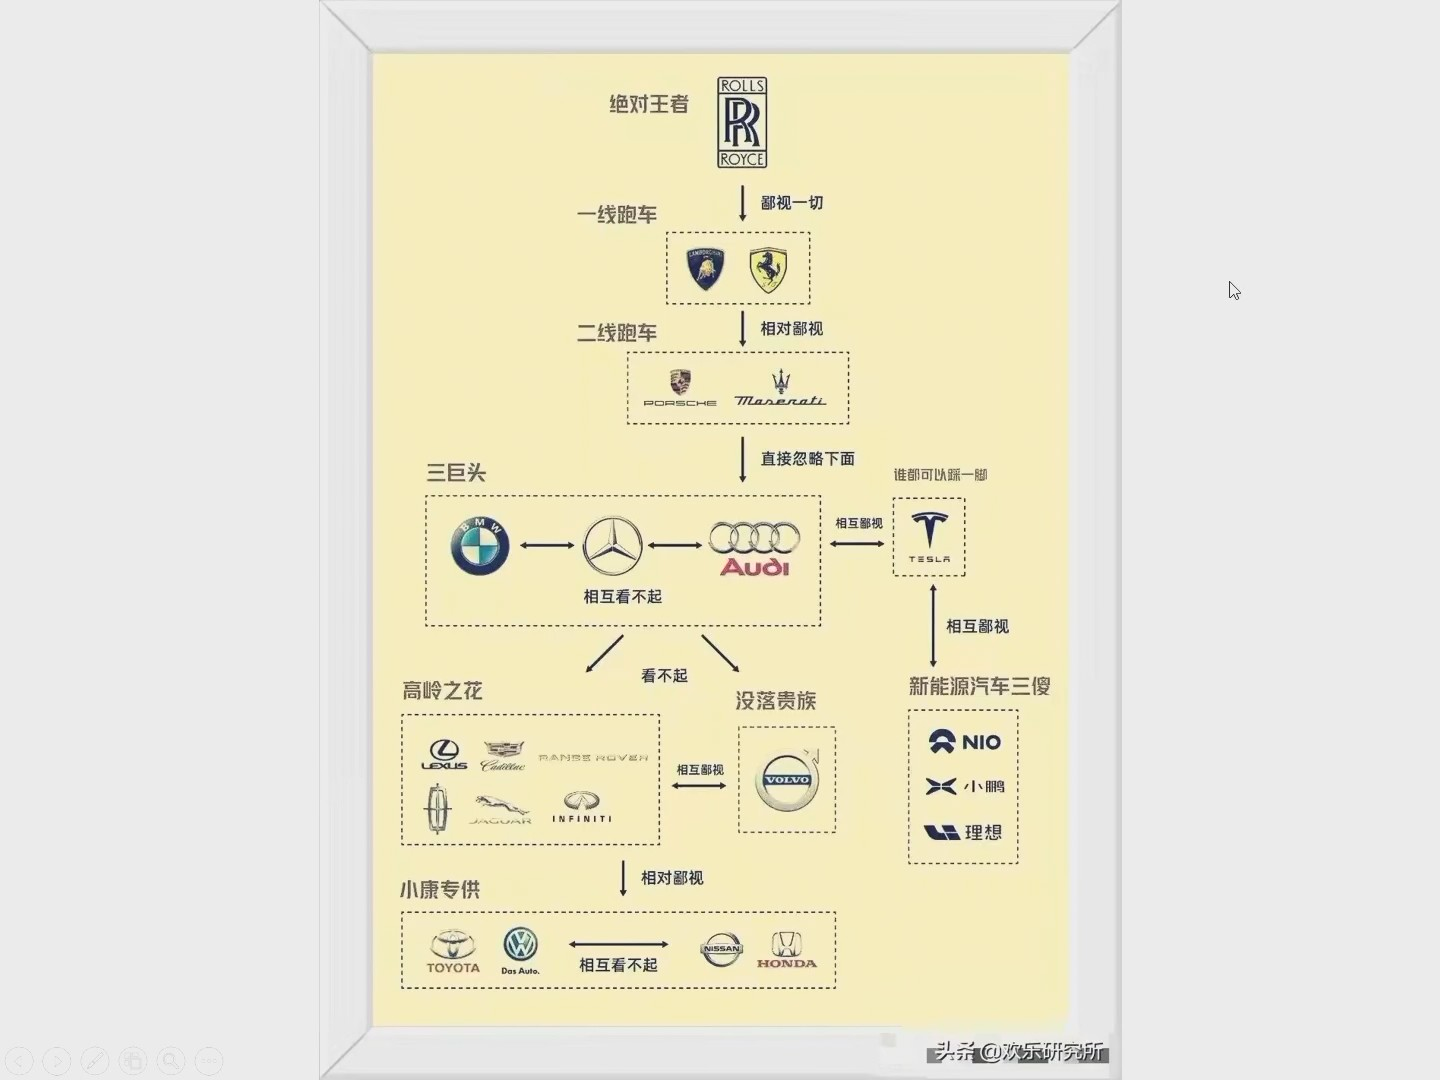 绝对王者
ROLLS
RR
ROYCE
鄙视一切
一线跑车
LAMBORGHINI
相对鄙视
二线跑车
PORSCHE
Maserati
直接忽略下面
三巨头
谁都可以踩一脚
BMW
Audi
相互看不起
相互鄙视
TESLA
相互鄙视
看不起
高岭之花
没落贵族
新能源汽车三傻
LEXUS
Cadillac
RANGE ROVER
JAGUAR
INFINITI
相互鄙视
VOLVO
NIO
小鹏
理想
相对鄙视
小康专供
TOYOTA
Das Auto.
相互看不起
NISSAN
HONDA
头条 @欢乐研究所